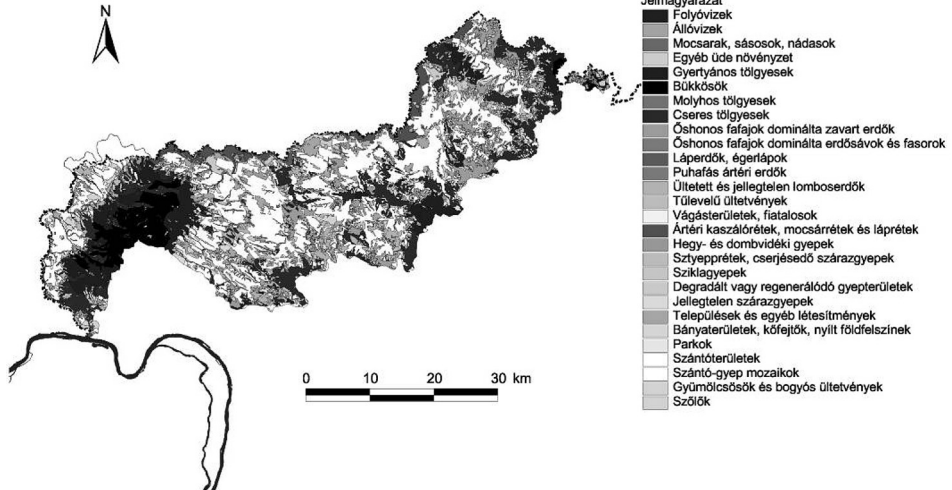 N
Jelmagyarázat
Folyóvizek
Állóvizek
Mocsarak, sásosok, nádasok
Egyéb üde növényzet
Gyertyános tölgyesek
Bükkösök
Molyhos tölgyesek
Cseres tölgyesek
Őshonos fafajok dominálta zavart erdők
Őshonos fafajok dominálta erdősávok és fasorok
Láperdők, égerlápok
Puhafás ártéri erdők
Ültetett és jellegtelen lomboserdők
Tűlevelű ültetvények
Vágásterületek, fiatalosok
Ártéri kaszálórétek, mocsárrétek és láprétek
Hegy- és dombvidéki gyepek
Sztyepprétek, cserjésedő szárazgyepek
Sziklagyepek
Degradált vagy regenerálódó gyepterületek
Jellegtelen szárazgyepek
Települések és egyéb létesítmények
Bányaterületek, kőfejtők, nyílt földfelszínek
Parkok
Szántóterületek
Szántó-gyep mozaikok
Gyümölcsösök és bogyós ültetvények
Szőlők
0 10 20 30 km